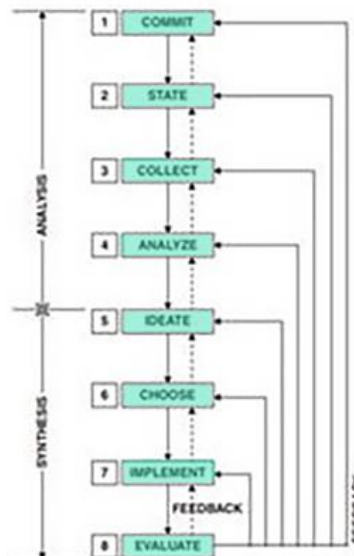 1 COMMIT
2 STATE
3 COLLECT
4 ANALYZE
5 IDEATE
6 CHOOSE
7 IMPLEMENT
FEEDBACK
8 EVALUATE
ANALYSIS
SYNTHESIS